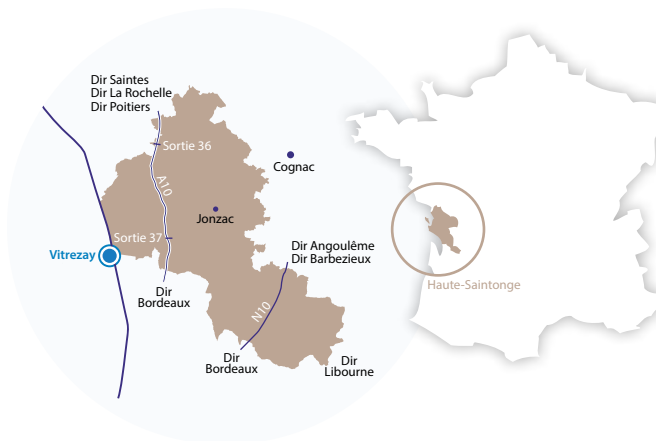 Dir Saintes
Dir La Rochelle
Dir Poitiers
Sortie 36
Cognac
A10
Jonzac
Sortie 37
Vitrezay
Dir Angoulême
Dir Barbezieux
Haute-Saintonge
Dir
Bordeaux
N10
Dir
Bordeaux
Dir
Libourne